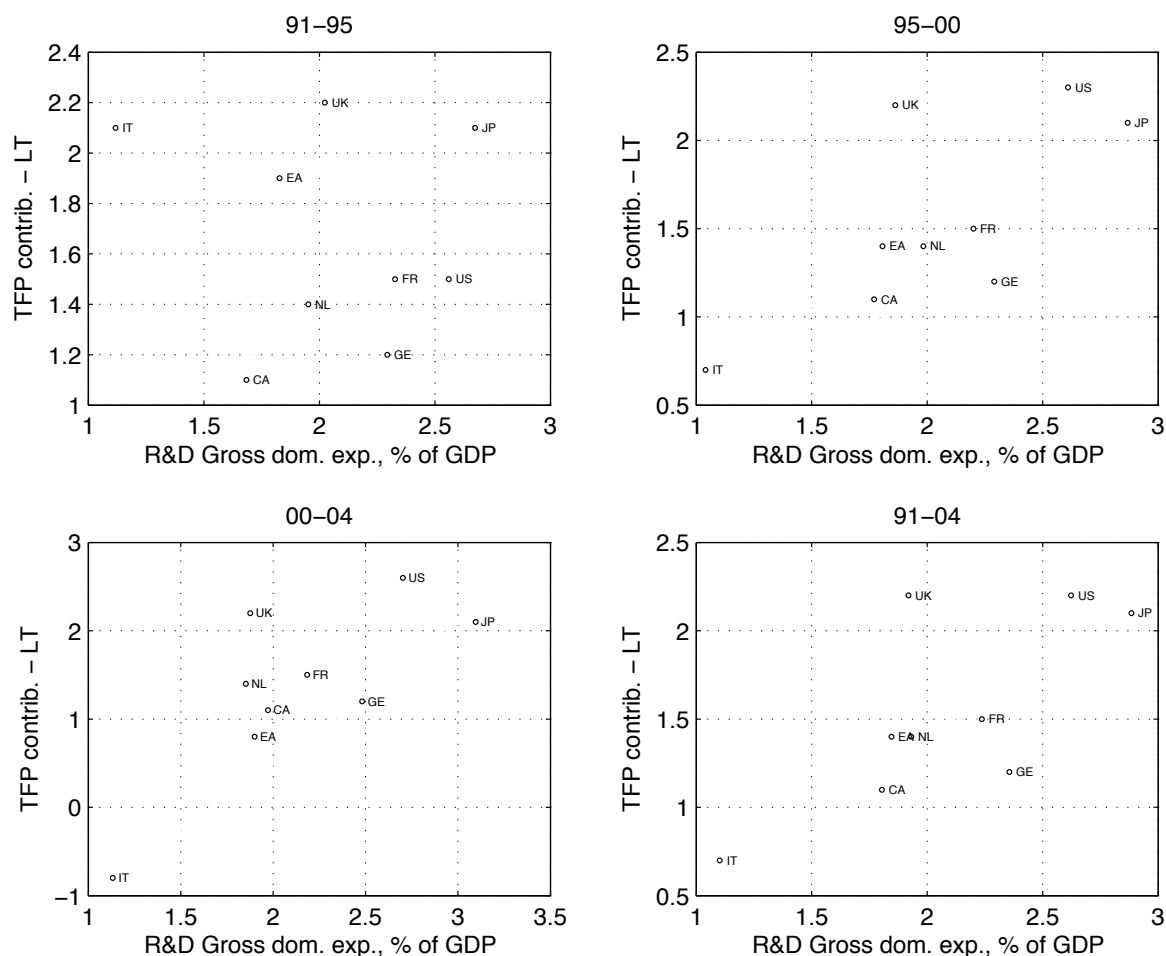 91–95
2.4
2.2
2
1.8
1.6
1.4
1.2
1
TFP contrib. – LT
IT
UK
JP
EA
FR
US
NL
GE
CA
1 1.5 2 2.5 3
R&D Gross dom. exp., % of GDP
95–00
2.5
2
1.5
1
0.5
TFP contrib. – LT
US
UK
JP
FR
EA
NL
GE
CA
IT
1 1.5 2 2.5 3
R&D Gross dom. exp., % of GDP
00–04
3
2
1
0
−1
TFP contrib. – LT
US
UK
JP
FR
NL
GE
CA
EA
IT
1 1.5 2 2.5 3 3.5
R&D Gross dom. exp., % of GDP
91–04
2.5
2
1.5
1
0.5
TFP contrib. – LT
UK
US
JP
FR
EA
NL
GE
CA
IT
1 1.5 2 2.5 3
R&D Gross dom. exp., % of GDP